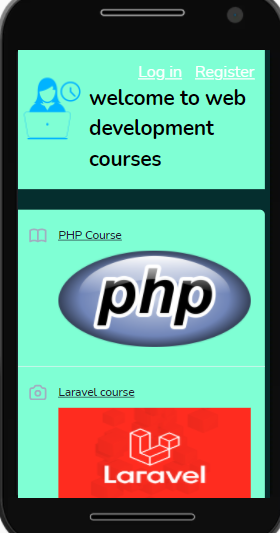 Log in Register
welcome to web
development
courses
PHP Course
php
Laravel course
Laravel